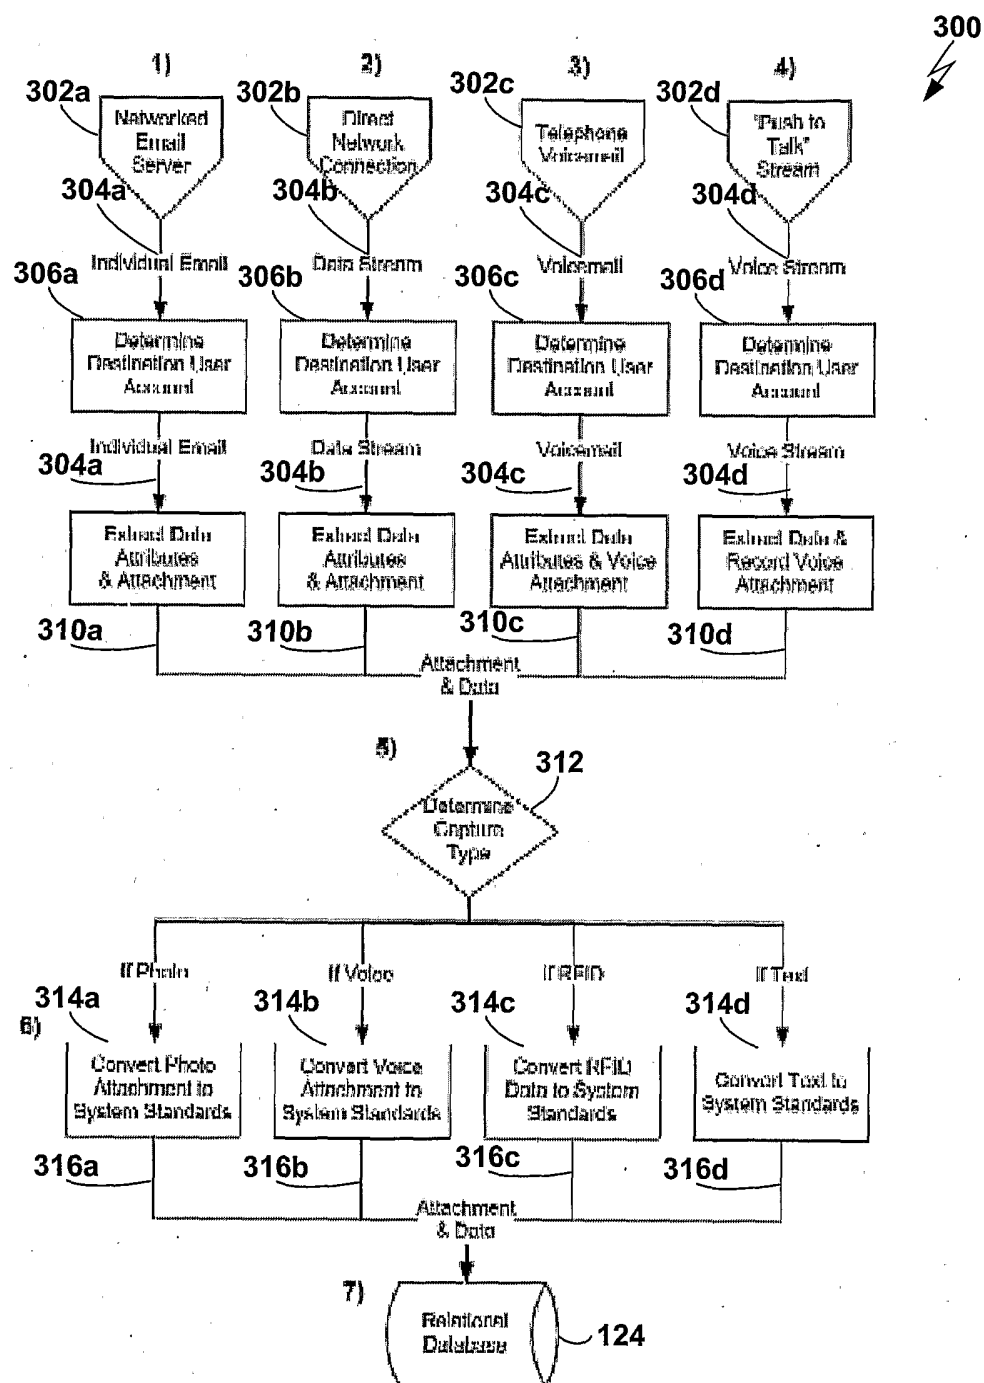 300
1) 2) 3) 4)
302a 302b 302c 302d
Networked
Email
Server
Direct
Network
Connection
Telephone
Voicemail
"Push to
Talk"
Stream
304a 304b 304c 304d
Individual Email Data Stream Voicemail Voice Stream
306a 306b 306c 306d
Determine
Destination User
Account
Determine
Destination User
Account
Determine
Destination User
Account
Determine
Destination User
Account
Individual Email Data Stream Voicemail Voice Stream
304a 304b 304c 304d
Extract Data
Attributes
& Attachment
Extract Data
Attributes
& Attachment
Extract Data
Attributes & Voice
Attachment
Extract Data &
Record Voice
Attachment
310a 310b 310c 310d
Attachment
& Data
5)
312
Determine
Capture
Type
If Photo If Voice If RFID If Text
314a 314b 314c 314d
6)
Convert Photo
Attachment to
System Standards
Convert Voice
Attachment to
System Standards
Convert RFID
Data to System
Standards
Convert Text to
System Standards
316a 316b 316c 316d
Attachment
& Data
7)
Relational
Database
124